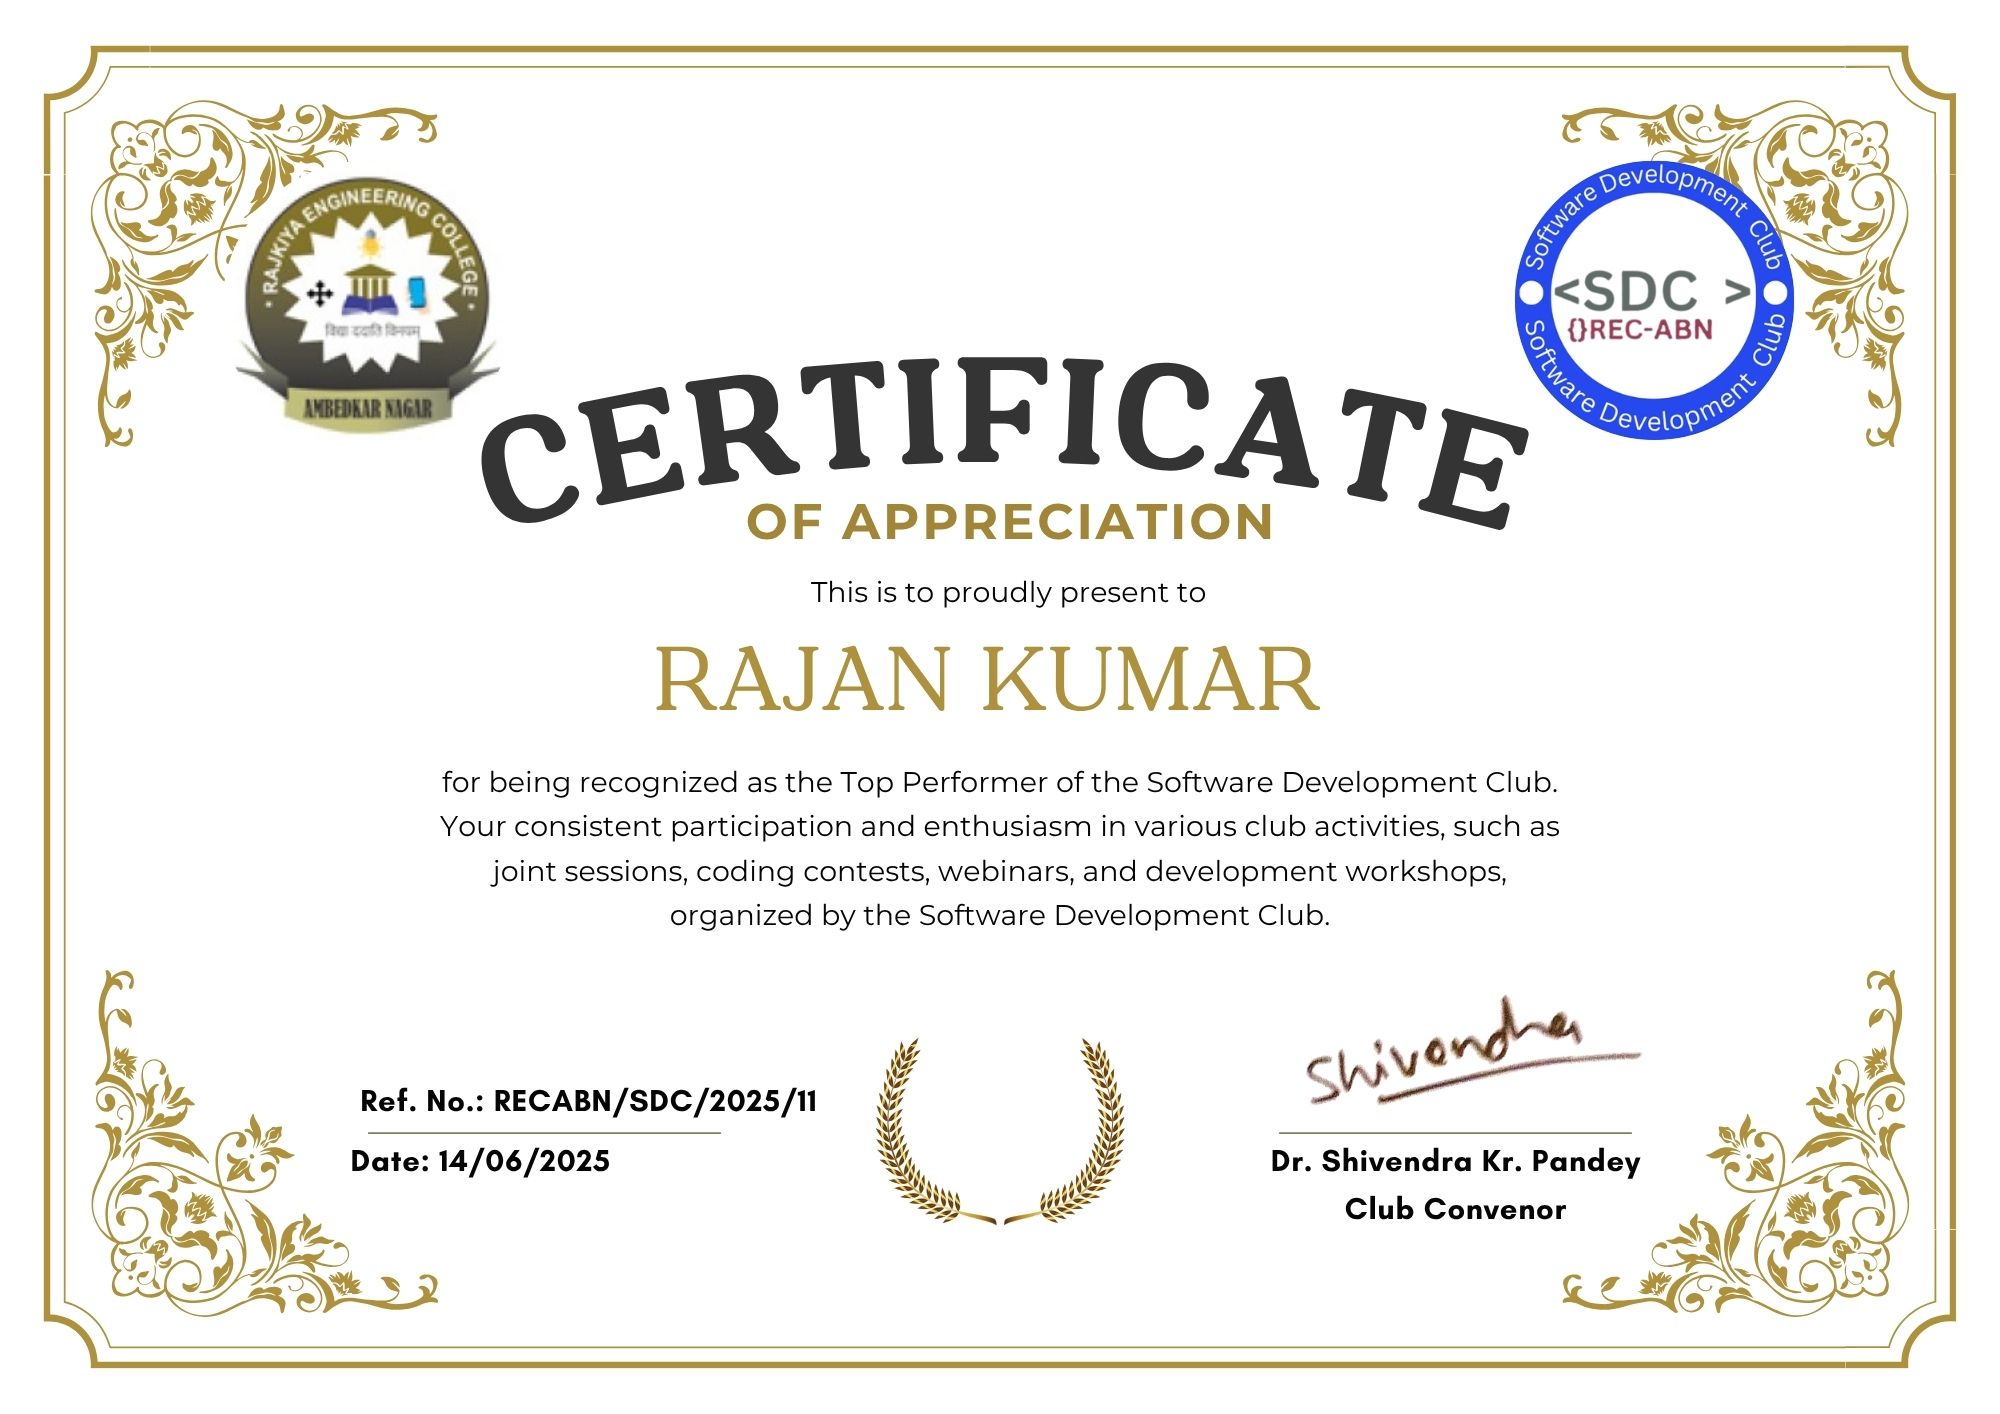 RAJKIYA ENGINEERING COLLEGE
विद्या ददाति विनयम्
AMBEDKAR NAGAR
Software Development Club
<SDC >
{}REC-ABN
Software Development Club
CERTIFICATE
OF APPRECIATION
This is to proudly present to
RAJAN KUMAR
for being recognized as the Top Performer of the Software Development Club.
Your consistent participation and enthusiasm in various club activities, such as
joint sessions, coding contests, webinars, and development workshops,
organized by the Software Development Club.
Shivendra
Ref. No.: RECABN/SDC/2025/11
Date: 14/06/2025
Dr. Shivendra Kr. Pandey
Club Convenor